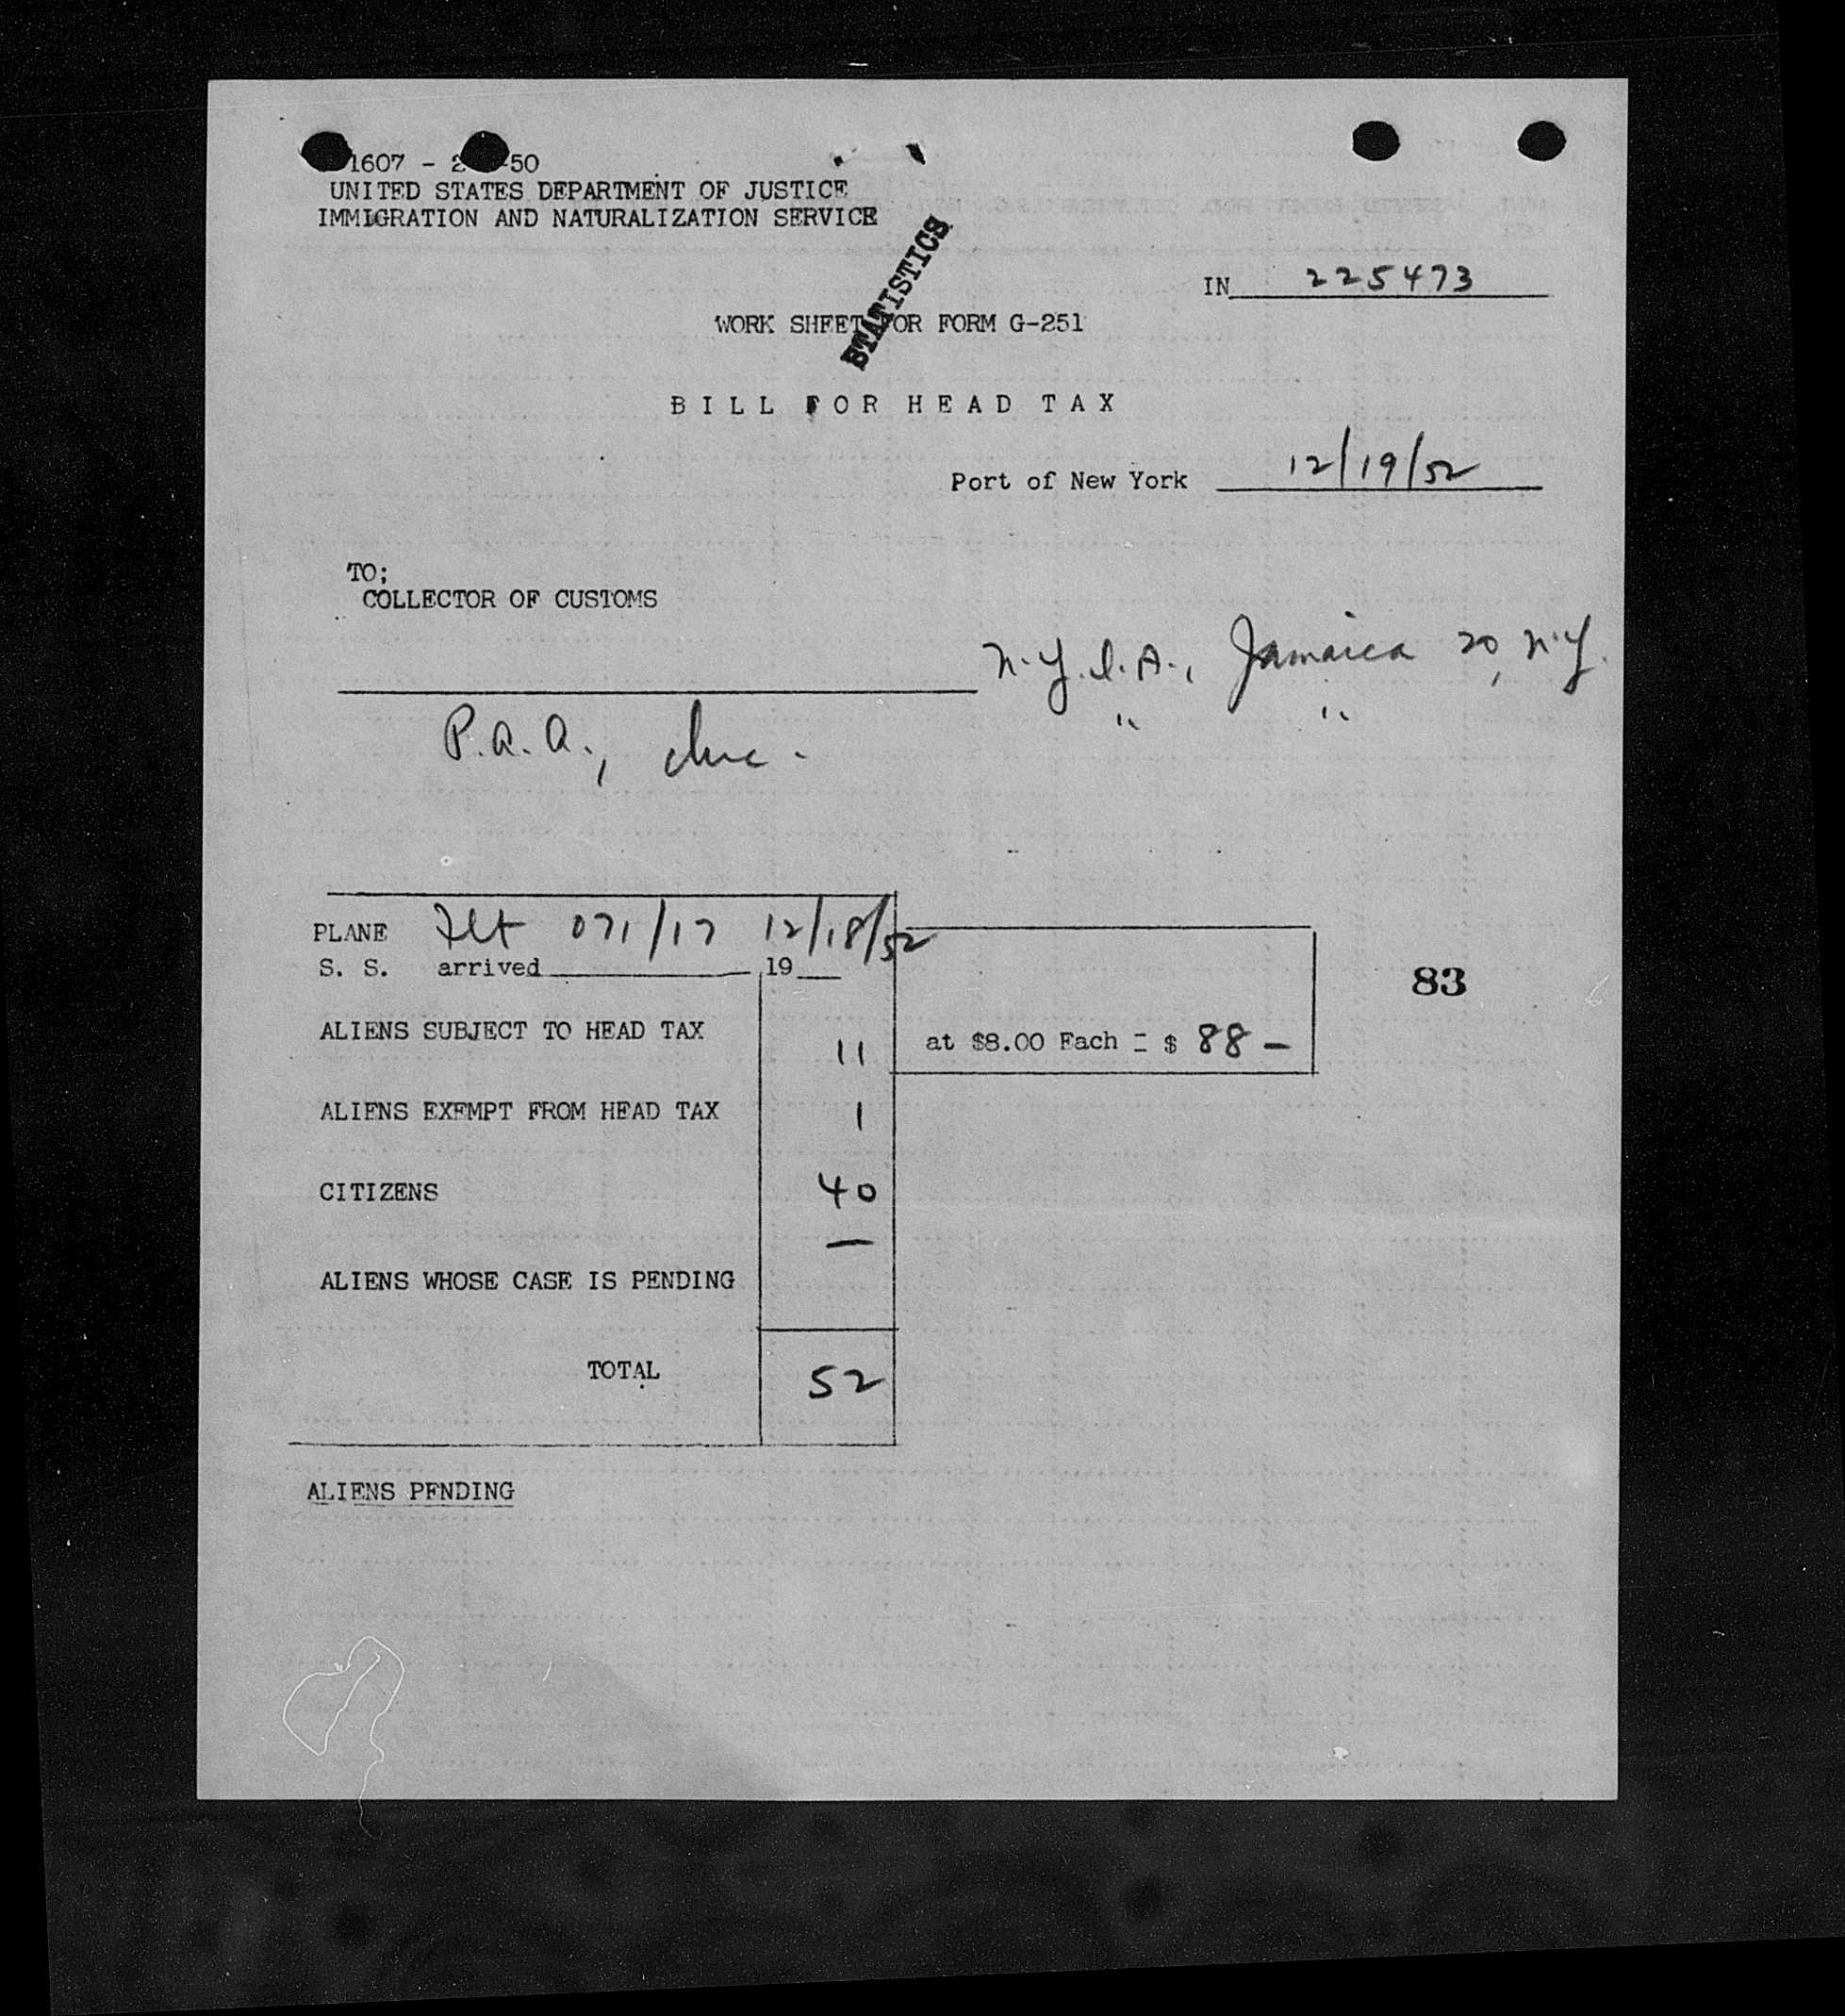 1607 - 2 -50
UNITED STATES DEPARTMENT OF JUSTICE
IMMIGRATION AND NATURALIZATION SERVICE
STATISTICS
IN 225473
WORK SHEET FOR FORM G-251
BILL FOR HEAD TAX
Port of New York 12/19/52
TO;
COLLECTOR OF CUSTOMS
N.Y.I.A., Jamaica 20, N.Y.
P.A.A., Inc. " "
PLANE Flt 071/17 12/18/52
S. S. arrived 19
83
ALIENS SUBJECT TO HEAD TAX 11 at $8.00 Each = $ 88 —
ALIENS EXEMPT FROM HEAD TAX 1
CITIZENS 40
—
ALIENS WHOSE CASE IS PENDING
TOTAL 52
ALIENS PENDING